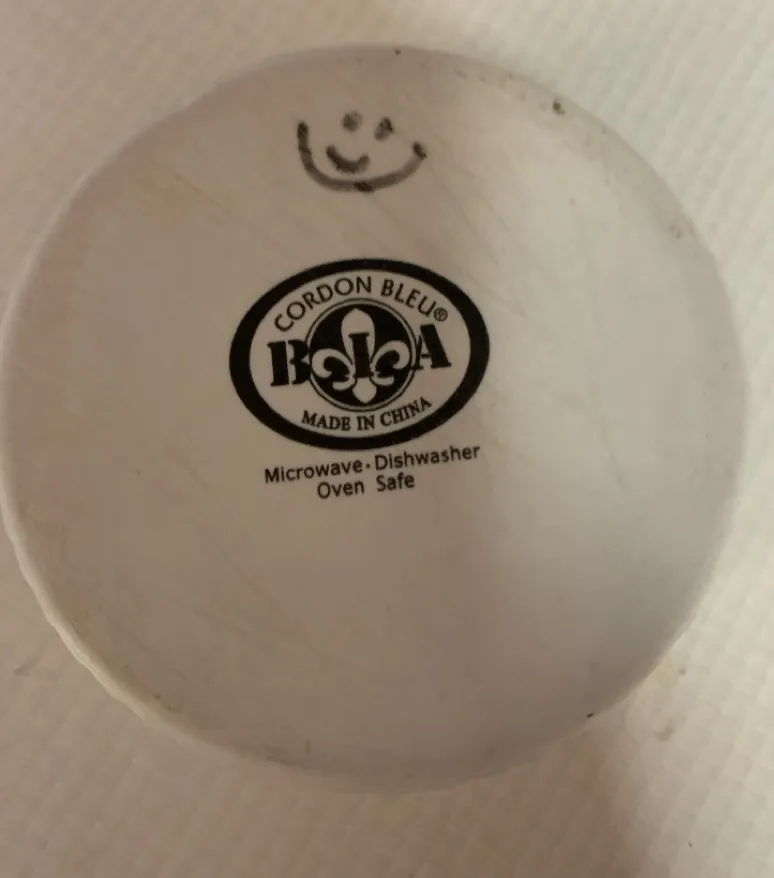 CORDON BLEU®
BIA
MADE IN CHINA
Microwave·Dishwasher
Oven Safe